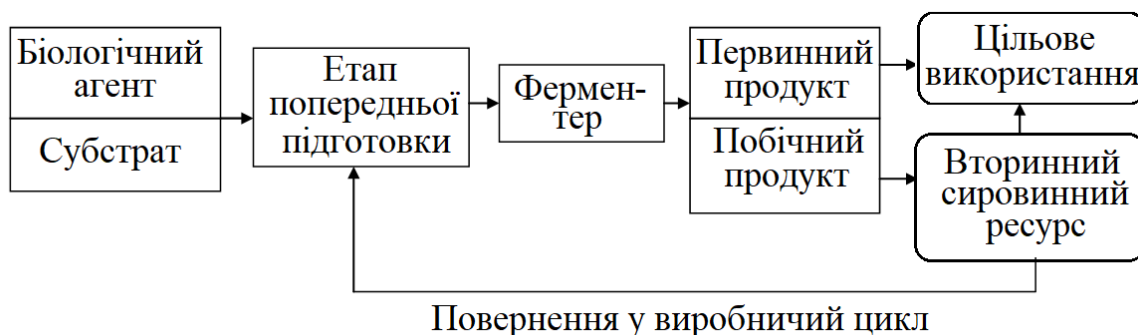 Біологічний
агент
Субстрат
Етап
попередньої
підготовки
Фермен-
тер
Первинний
продукт
Побічний
продукт
Цільове
використання
Вторинний
сировинний
ресурс
Повернення у виробничий цикл